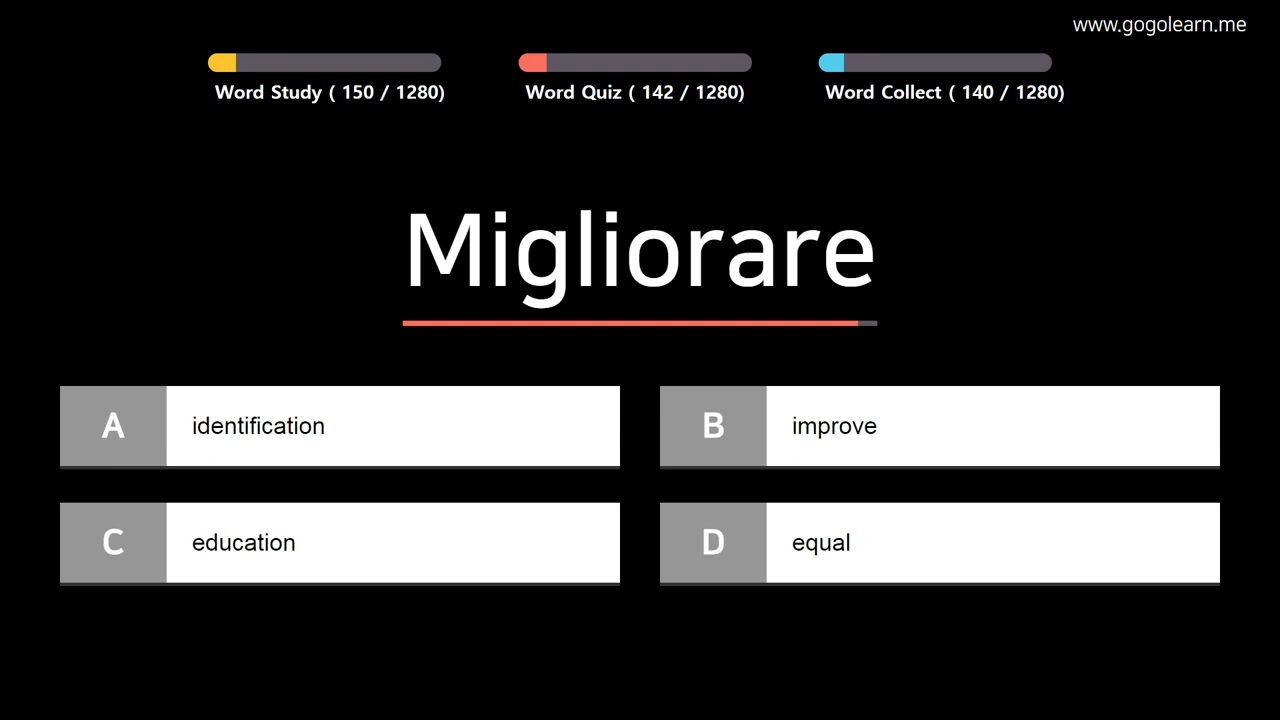 www.gogolearn.me
Word Study ( 150 / 1280)
Word Quiz ( 142 / 1280)
Word Collect ( 140 / 1280)
Migliorare
A
identification
B
improve
C
education
D
equal